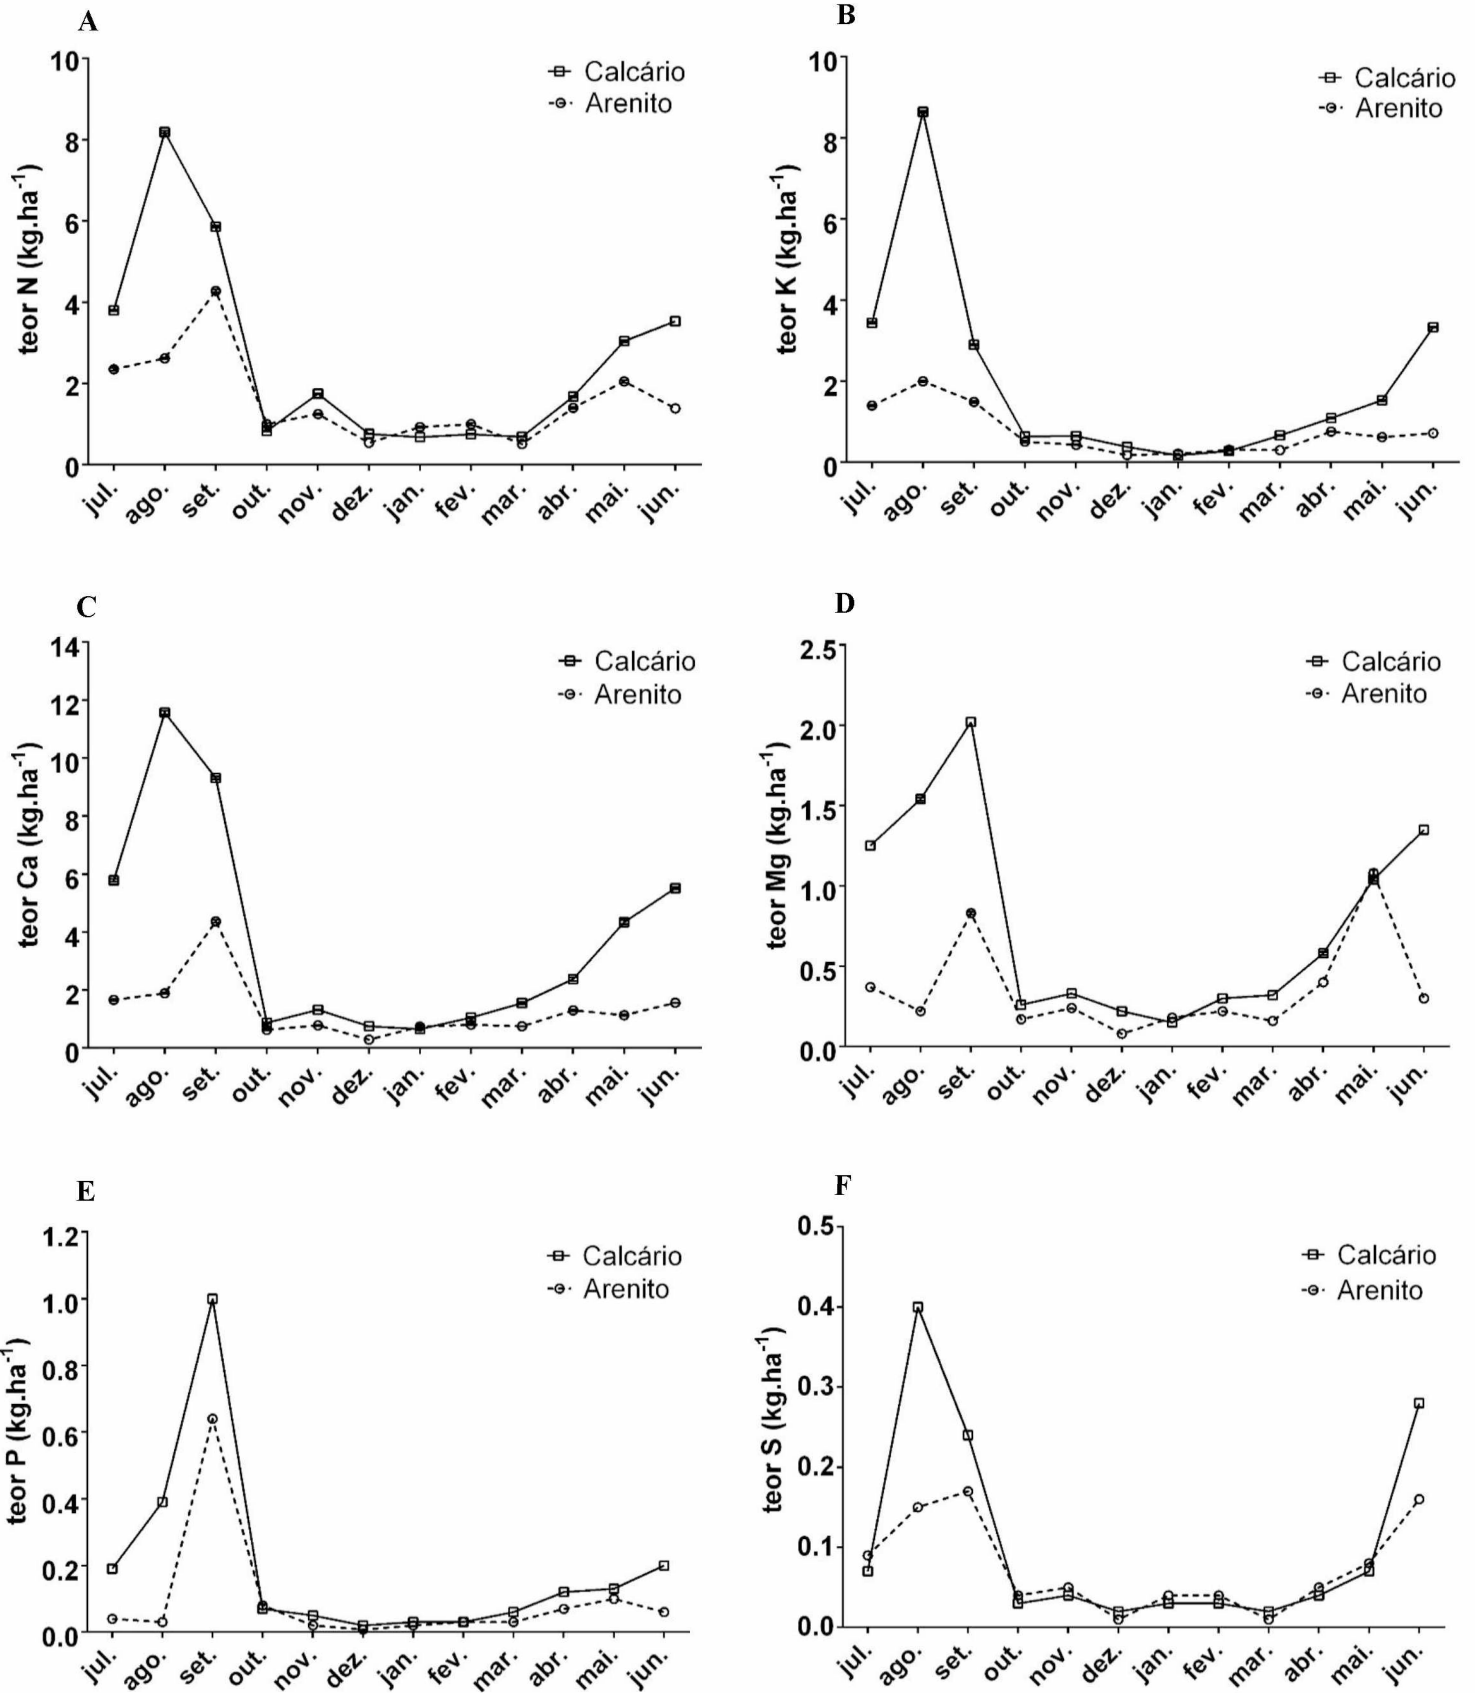 A
10
8
6
4
2
0
teor N (kg.ha⁻¹)
Calcário
Arenito
jul. ago. set. out. nov. dez. jan. fev. mar. abr. mai. jun.
B
10
8
6
4
2
0
teor K (kg.ha⁻¹)
Calcário
Arenito
jul. ago. set. out. nov. dez. jan. fev. mar. abr. mai. jun.
C
14
12
10
8
6
4
2
0
teor Ca (kg.ha⁻¹)
Calcário
Arenito
jul. ago. set. out. nov. dez. jan. fev. mar. abr. mai. jun.
D
2.5
2.0
1.5
1.0
0.5
0.0
teor Mg (kg.ha⁻¹)
Calcário
Arenito
jul. ago. set. out. nov. dez. jan. fev. mar. abr. mai. jun.
E
1.2
1.0
0.8
0.6
0.4
0.2
0.0
teor P (kg.ha⁻¹)
Calcário
Arenito
jul. ago. set. out. nov. dez. jan. fev. mar. abr. mai. jun.
F
0.5
0.4
0.3
0.2
0.1
0.0
teor S (kg.ha⁻¹)
Calcário
Arenito
jul. ago. set. out. nov. dez. jan. fev. mar. abr. mai. jun.